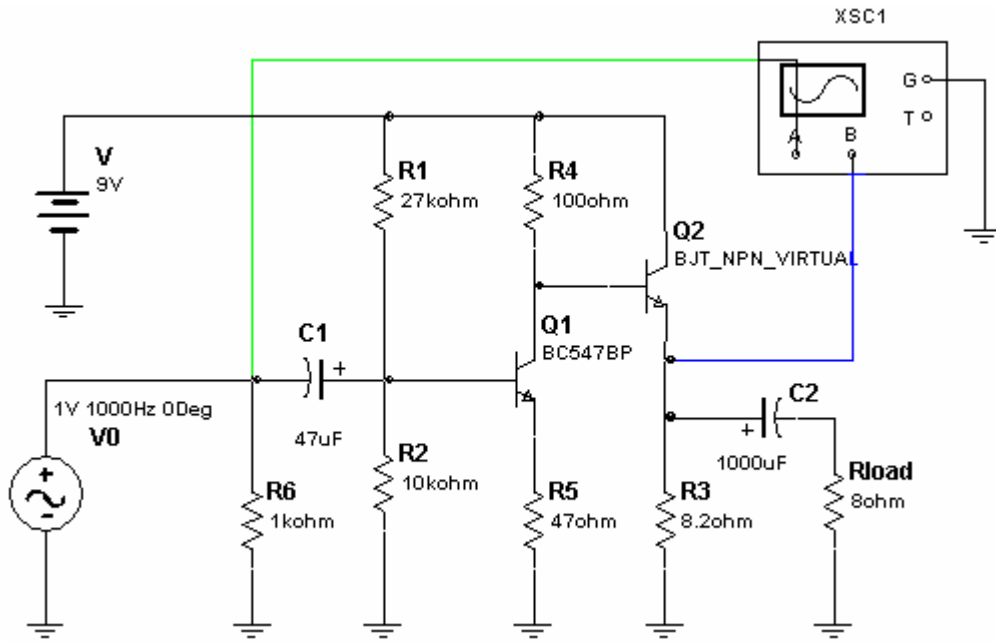 XSC1
G
T
A
B
V
9V
R1
27kohm
R4
100ohm
Q2
BJT_NPN_VIRTUAL
Q1
BC547BP
C1
+
47uF
1V 1000Hz 0Deg
V0
+
-
R2
10kohm
R6
1kohm
R5
47ohm
C2
+
1000uF
R3
8.2ohm
Rload
8ohm